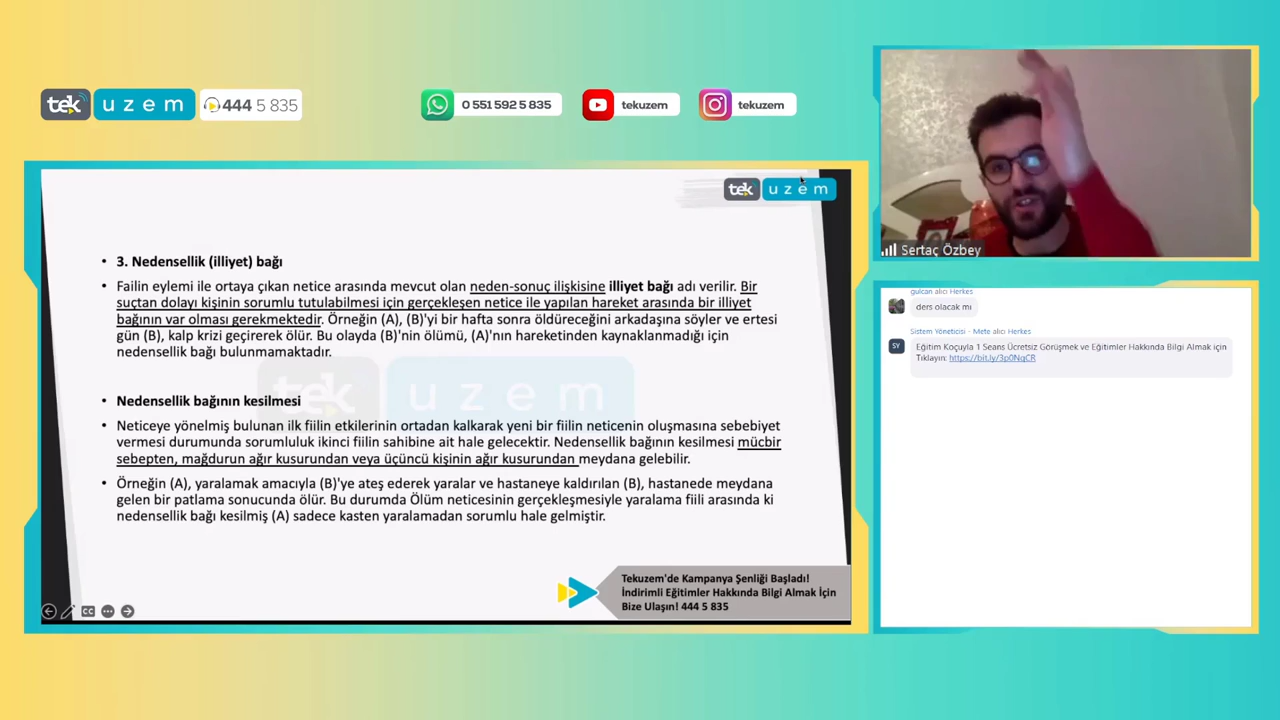 tek uzem 444 5 835
0 551 592 5 835
tekuzem
tekuzem
tek uzem
• 3. Nedensellik (illiyet) bağı
• Failin eylemi ile ortaya çıkan netice arasında mevcut olan neden-sonuç ilişkisine illiyet bağı adı verilir. Bir
suçtan dolayı kişinin sorumlu tutulabilmesi için gerçekleşen netice ile yapılan hareket arasında bir illiyet
bağının var olması gerekmektedir. Örneğin (A), (B)'yi bir hafta sonra öldüreceğini arkadaşına söyler ve ertesi
gün (B), kalp krizi geçirerek ölür. Bu olayda (B)'nin ölümü, (A)'nın hareketinden kaynaklanmadığı için
nedensellik bağı bulunmamaktadır.
tek uzem
• Nedensellik bağının kesilmesi
• Neticeye yönelmiş bulunan ilk fiilin etkilerinin ortadan kalkarak yeni bir fiilin neticenin oluşmasına sebebiyet
vermesi durumunda sorumluluk ikinci fiilin sahibine ait hale gelecektir. Nedensellik bağının kesilmesi mücbir
sebepten, mağdurun ağır kusurundan veya üçüncü kişinin ağır kusurundan meydana gelebilir.
• Örneğin (A), yaralamak amacıyla (B)'ye ateş ederek yaralar ve hastaneye kaldırılan (B), hastanede meydana
gelen bir patlama sonucunda ölür. Bu durumda Ölüm neticesinin gerçekleşmesiyle yaralama fiili arasında ki
nedensellik bağı kesilmiş (A) sadece kasten yaralamadan sorumlu hale gelmiştir.
Tekuzem'de Kampanya Şenliği Başladı!
İndirimli Eğitimler Hakkında Bilgi Almak İçin
Bize Ulaşın! 444 5 835
CC
Sertaç Özbey
gulcan alıcı Herkes
ders olacak mı
Sistem Yöneticisi - Mete alıcı Herkes
SY
Eğitim Koçuyla 1 Seans Ücretsiz Görüşmek ve Eğitimler Hakkında Bilgi Almak için
Tıklayın: https://bit.ly/3p0NqCR